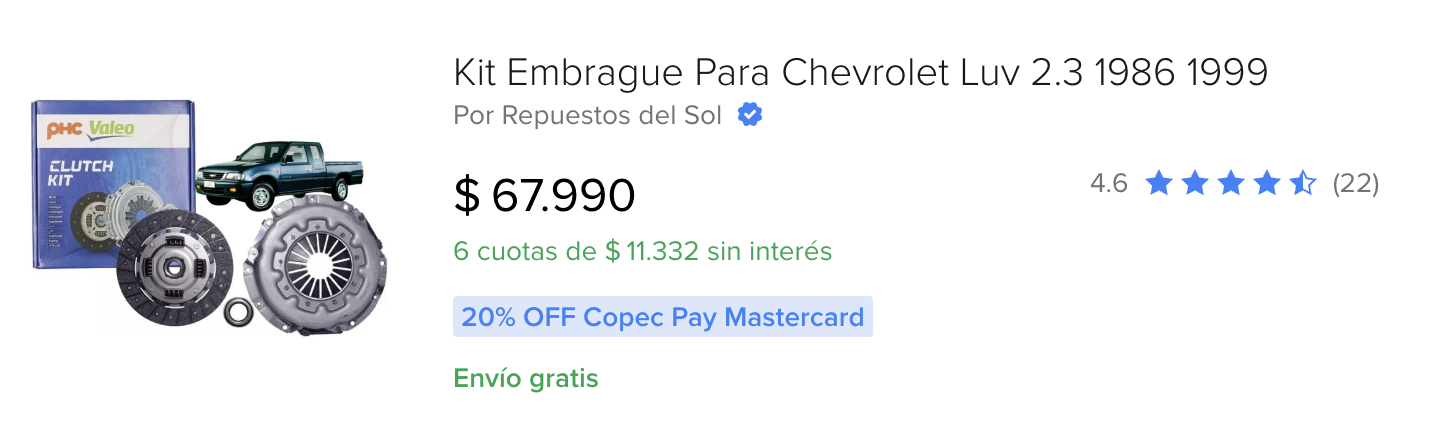 Kit Embrague Para Chevrolet Luv 2.3 1986 1999
Por Repuestos del Sol
$ 67.990
4.6 (22)
6 cuotas de $ 11.332 sin interés
20% OFF Copec Pay Mastercard
Envío gratis
PHC Valeo
CLUTCH
KIT